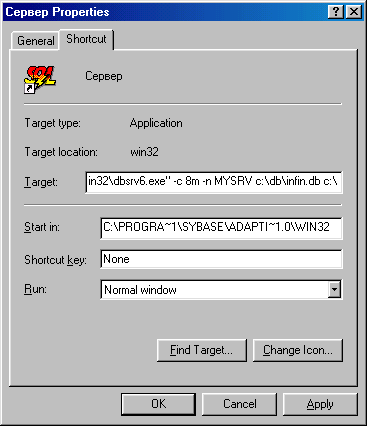 Сервер Properties
General
Shortcut
SQL
Сервер
Target type: Application
Target location: win32
Target: in32\dbsrv6.exe" -c 8m -n MYSRV c:\db\infin.db c:\
Start in: C:\PROGRA~1\SYBASE\ADAPTI~1.0\WIN32
Shortcut key: None
Run: Normal window
Find Target... Change Icon...
OK Cancel Apply